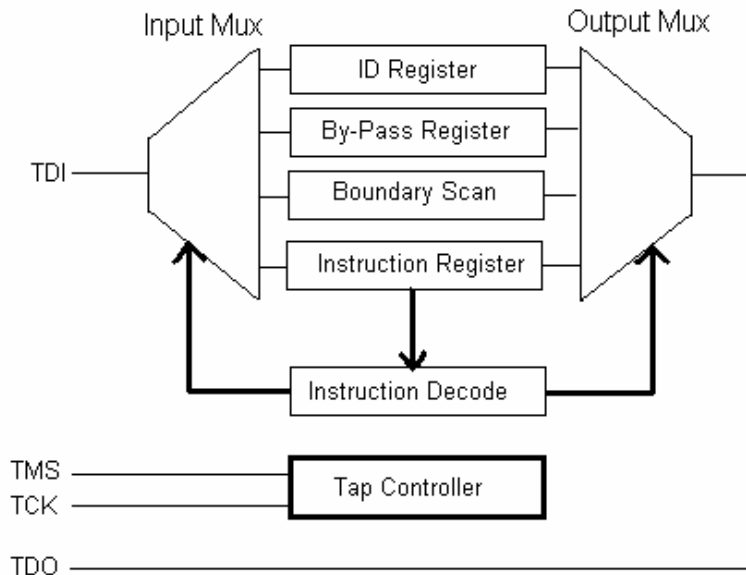 Input Mux
Output Mux
ID Register
By-Pass Register
TDI
Boundary Scan
Instruction Register
Instruction Decode
TMS
Tap Controller
TCK
TDO